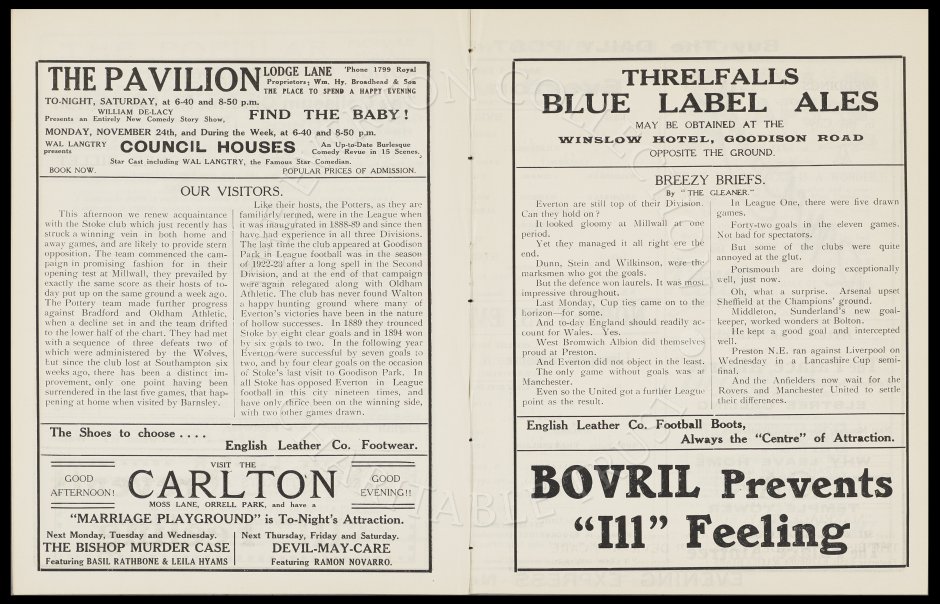 THE PAVILION
LODGE LANE 'Phone 1799 Royal
Proprietors; Wm. Hy. Broadhead & Son
THE PLACE TO SPEND A HAPPY EVENING
TO-NIGHT, SATURDAY, at 6-40 and 8-50 p.m.
WILLIAM DE-LACY
Presents an Entirely New Comedy Story Show,
FIND THE BABY!
MONDAY, NOVEMBER 24th, and During the Week, at 6-40 and 8-50 p.m.
WAL LANGTRY
presents
COUNCIL HOUSES
An Up-to-Date Burlesque
Comedy Revue in 15 Scenes.
Star Cast including WAL LANGTRY, the Famous Star Comedian.
BOOK NOW. POPULAR PRICES OF ADMISSION.
OUR VISITORS.
This afternoon we renew acquaintance
with the Stoke club which just recently has
struck a winning vein in both home and
away games, and are likely to provide stern
opposition. The team commenced the cam-
paign in promising fashion for in their
opening test at Millwall, they prevailed by
exactly the same score as their hosts of to-
day put up on the same ground a week ago.
The Pottery team made further progress
against Bradford and Oldham Athletic,
when a decline set in and the team drifted
to the lower half of the chart. They had met
with a sequence of three defeats two of
which were administered by the Wolves,
but since the club lost at Southampton six
weeks ago, there has been a distinct im-
provement, only one point having been
surrendered in the last five games, that hap-
pening at home when visited by Barnsley.
Like their hosts, the Potters, as they are
familiarly termed, were in the League when
it was inaugurated in 1888-89 and since then
have had experience in all three Divisions.
The last time the club appeared at Goodison
Park in League football was in the season
of 1922-23 after a long spell in the Second
Division, and at the end of that campaign
were again relegated along with Oldham
Athletic. The club has never found Walton
a happy hunting ground where many of
Everton's victories have been in the nature
of hollow successes. In 1889 they trounced
Stoke by eight clear goals and in 1894 won
by six goals to two. In the following year
Everton were successful by seven goals to
two, and by four clear goals on the occasion
of Stoke's last visit to Goodison Park. In
all Stoke has opposed Everton in League
football in this city nineteen times, and
have only thrice been on the winning side,
with two other games drawn.
The Shoes to choose . . . .
English Leather Co. Footwear.
GOOD
AFTERNOON!
VISIT THE
CARLTON
MOSS LANE, ORRELL PARK, and have a
GOOD
EVENING!!
"MARRIAGE PLAYGROUND" is To-Night's Attraction.
Next Monday, Tuesday and Wednesday.
THE BISHOP MURDER CASE
Featuring BASIL RATHBONE & LEILA HYAMS
Next Thursday, Friday and Saturday.
DEVIL-MAY-CARE
Featuring RAMON NOVARRO.
THRELFALLS
BLUE LABEL ALES
MAY BE OBTAINED AT THE
WINSLOW HOTEL, GOODISON ROAD
OPPOSITE THE GROUND.
BREEZY BRIEFS.
By "THE GLEANER."
Everton are still top of their Division.
Can they hold on?
It looked gloomy at Millwall at one
period.
Yet they managed it all right ere the
end.
Dunn, Stein and Wilkinson, were the
marksmen who got the goals.
But the defence won laurels. It was most
impressive throughout.
Last Monday, Cup ties came on to the
horizon—for some.
And to-day England should readily ac-
count for Wales. Yes.
West Bromwich Albion did themselves
proud at Preston.
And Everton did not object in the least.
The only game without goals was at
Manchester.
Even so the United got a further League
point as the result.
In League One, there were five drawn
games.
Forty-two goals in the eleven games.
Not bad for spectators.
But some of the clubs were quite
annoyed at the glut.
Portsmouth are doing exceptionally
well, just now.
Oh, what a surprise. Arsenal upset
Sheffield at the Champions' ground.
Middleton, Sunderland's new goal-
keeper, worked wonders at Bolton.
He kept a good goal and intercepted
well.
Preston N.E. ran against Liverpool on
Wednesday in a Lancashire Cup semi-
final.
And the Anfielders now wait for the
Rovers and Manchester United to settle
their differences.
English Leather Co. Football Boots,
Always the "Centre" of Attraction.
BOVRIL Prevents
"Ill" Feeling